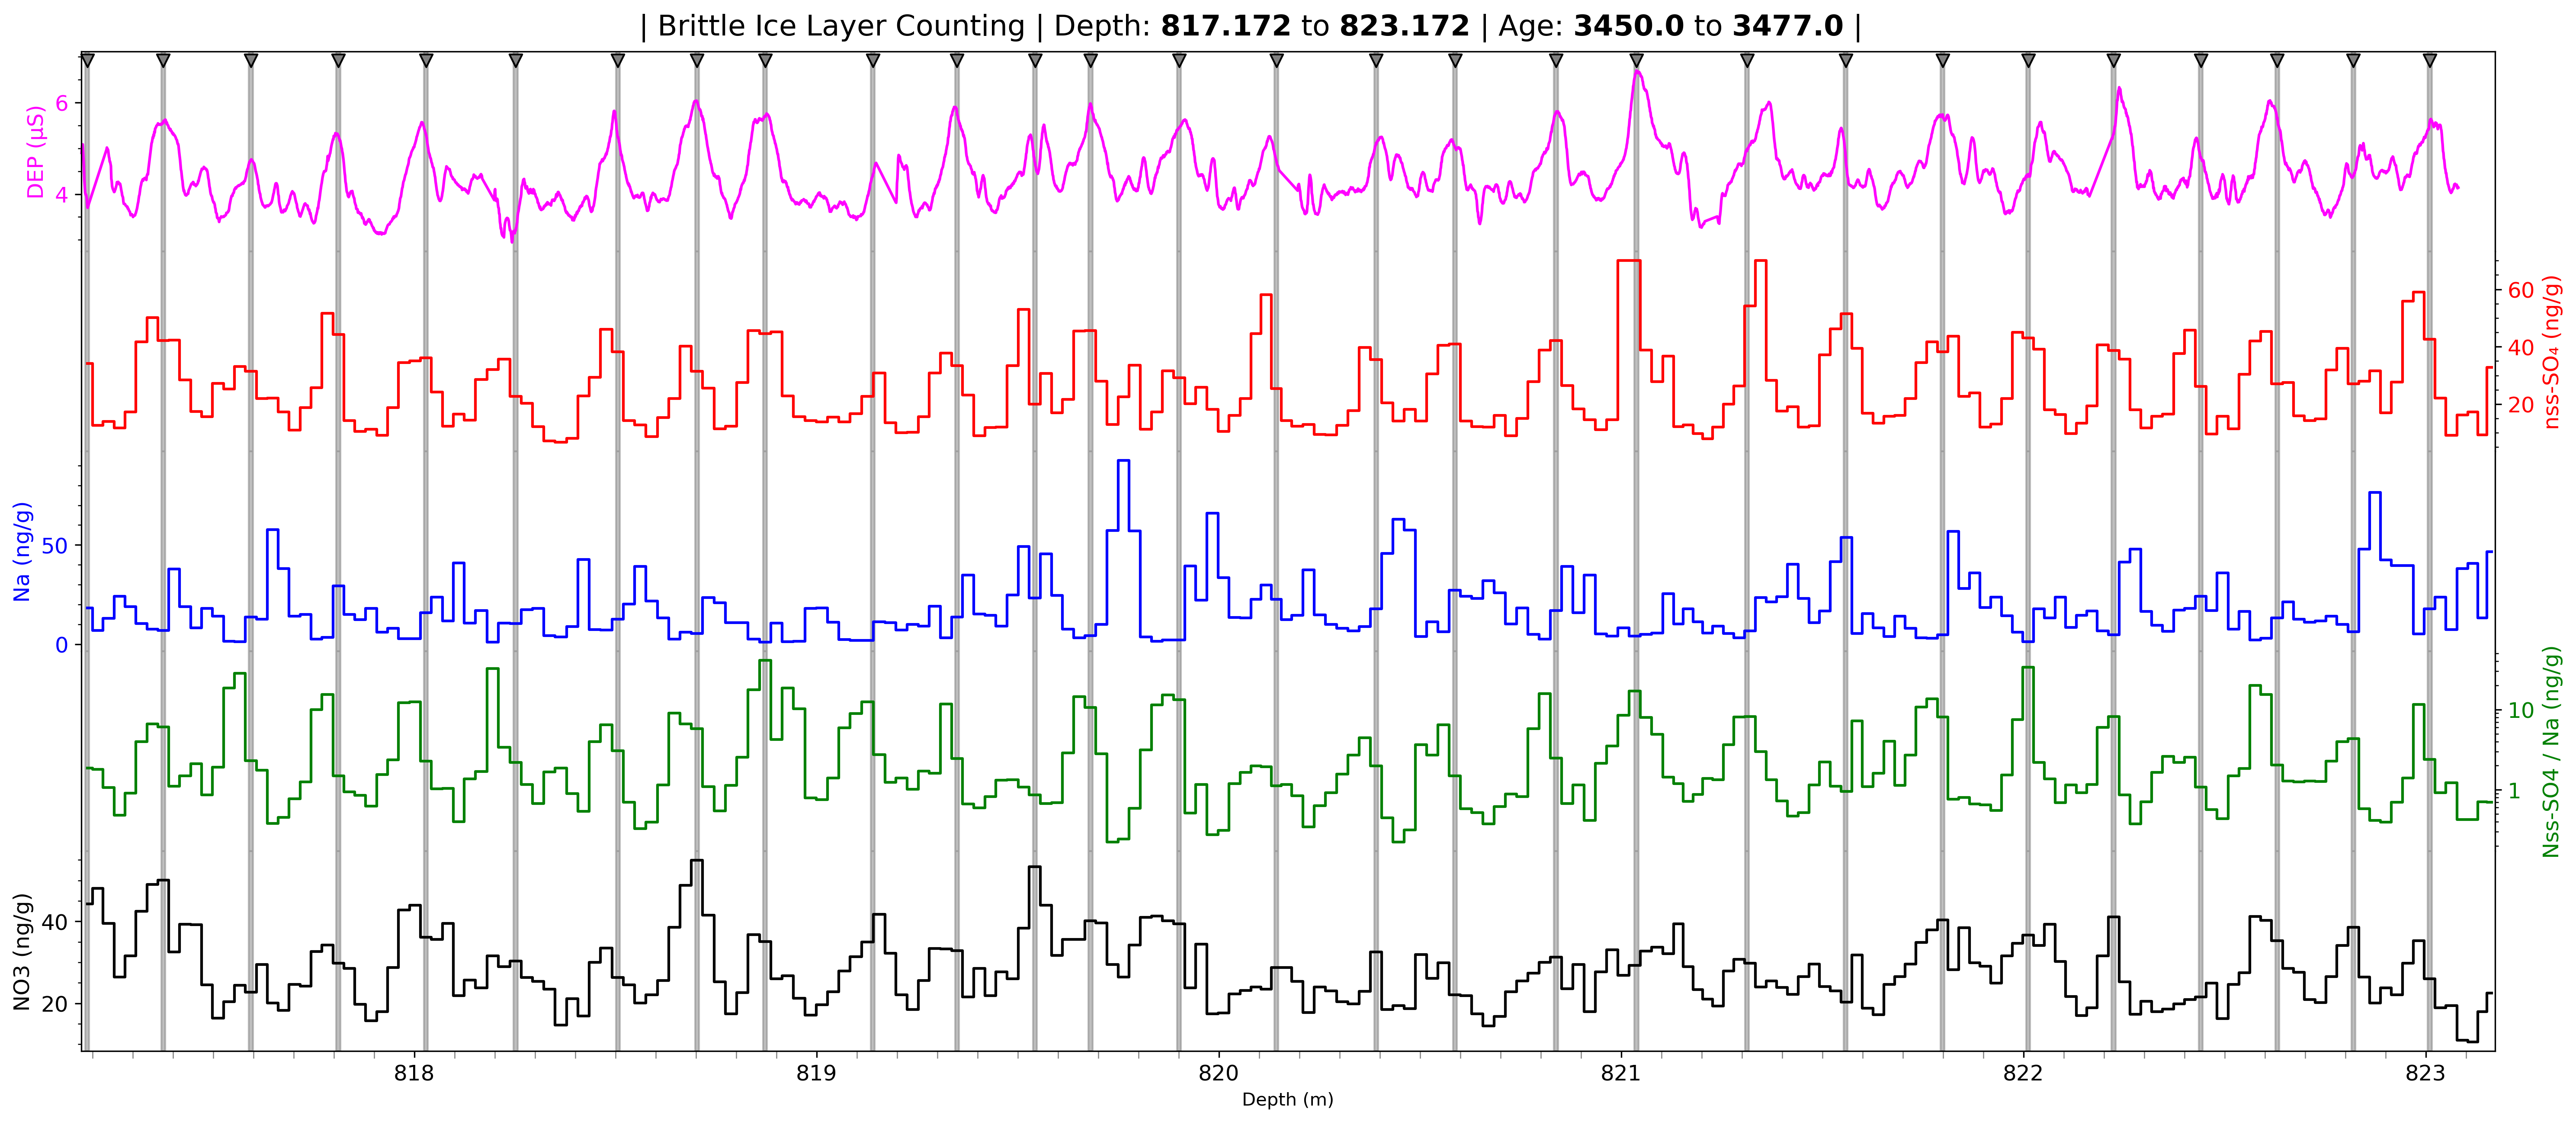 | Brittle Ice Layer Counting | Depth: 817.172 to 823.172 | Age: 3450.0 to 3477.0 |
DEP (μS)
6
4
60
40
20
nss-SO₄ (ng/g)
Na (ng/g)
50
0
10
1
Nss-SO4 / Na (ng/g)
NO3 (ng/g)
40
20
818
819
820
821
822
823
Depth (m)